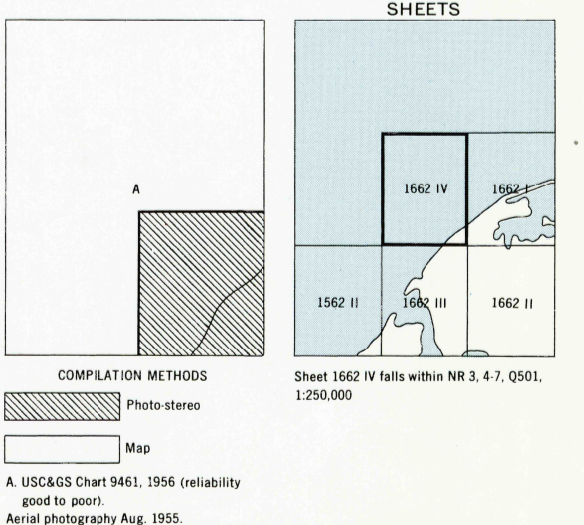 SHEETS
A
1662 IV
1662 I
1562 II
1662 III
1662 II
COMPILATION METHODS
Photo-stereo
Map
A. USC&GS Chart 9461, 1956 (reliability
good to poor).
Aerial photography Aug. 1955.
Sheet 1662 IV falls within NR 3, 4-7, Q501,
1:250,000